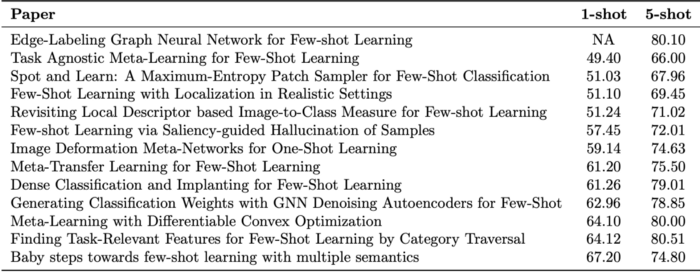 Paper 1-shot 5-shot
Edge-Labeling Graph Neural Network for Few-shot Learning NA 80.10
Task Agnostic Meta-Learning for Few-Shot Learning 49.40 66.00
Spot and Learn: A Maximum-Entropy Patch Sampler for Few-Shot Classification 51.03 67.96
Few-Shot Learning with Localization in Realistic Settings 51.10 69.45
Revisiting Local Descriptor based Image-to-Class Measure for Few-shot Learning 51.24 71.02
Few-shot Learning via Saliency-guided Hallucination of Samples 57.45 72.01
Image Deformation Meta-Networks for One-Shot Learning 59.14 74.63
Meta-Transfer Learning for Few-Shot Learning 61.20 75.50
Dense Classification and Implanting for Few-Shot Learning 61.26 79.01
Generating Classification Weights with GNN Denoising Autoencoders for Few-Shot 62.96 78.85
Meta-Learning with Differentiable Convex Optimization 64.10 80.00
Finding Task-Relevant Features for Few-Shot Learning by Category Traversal 64.12 80.51
Baby steps towards few-shot learning with multiple semantics 67.20 74.80